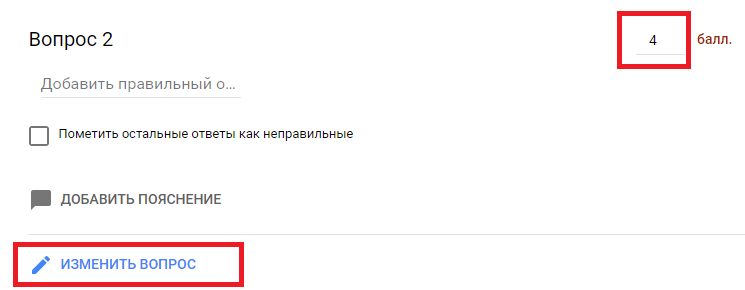 Вопрос 2
4 балл.
Добавить правильный о...
Пометить остальные ответы как неправильные
ДОБАВИТЬ ПОЯСНЕНИЕ
ИЗМЕНИТЬ ВОПРОС